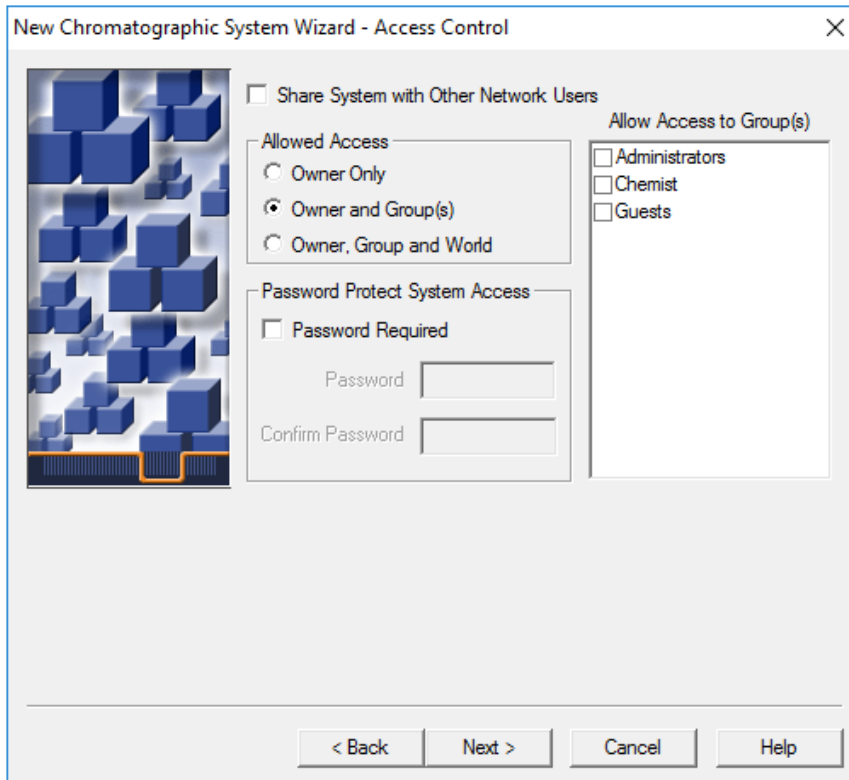 New Chromatographic System Wizard - Access Control
Share System with Other Network Users
Allowed Access
Owner Only
Owner and Group(s)
Owner, Group and World
Password Protect System Access
Password Required
Password
Confirm Password
Allow Access to Group(s)
Administrators
Chemist
Guests
< Back
Next >
Cancel
Help